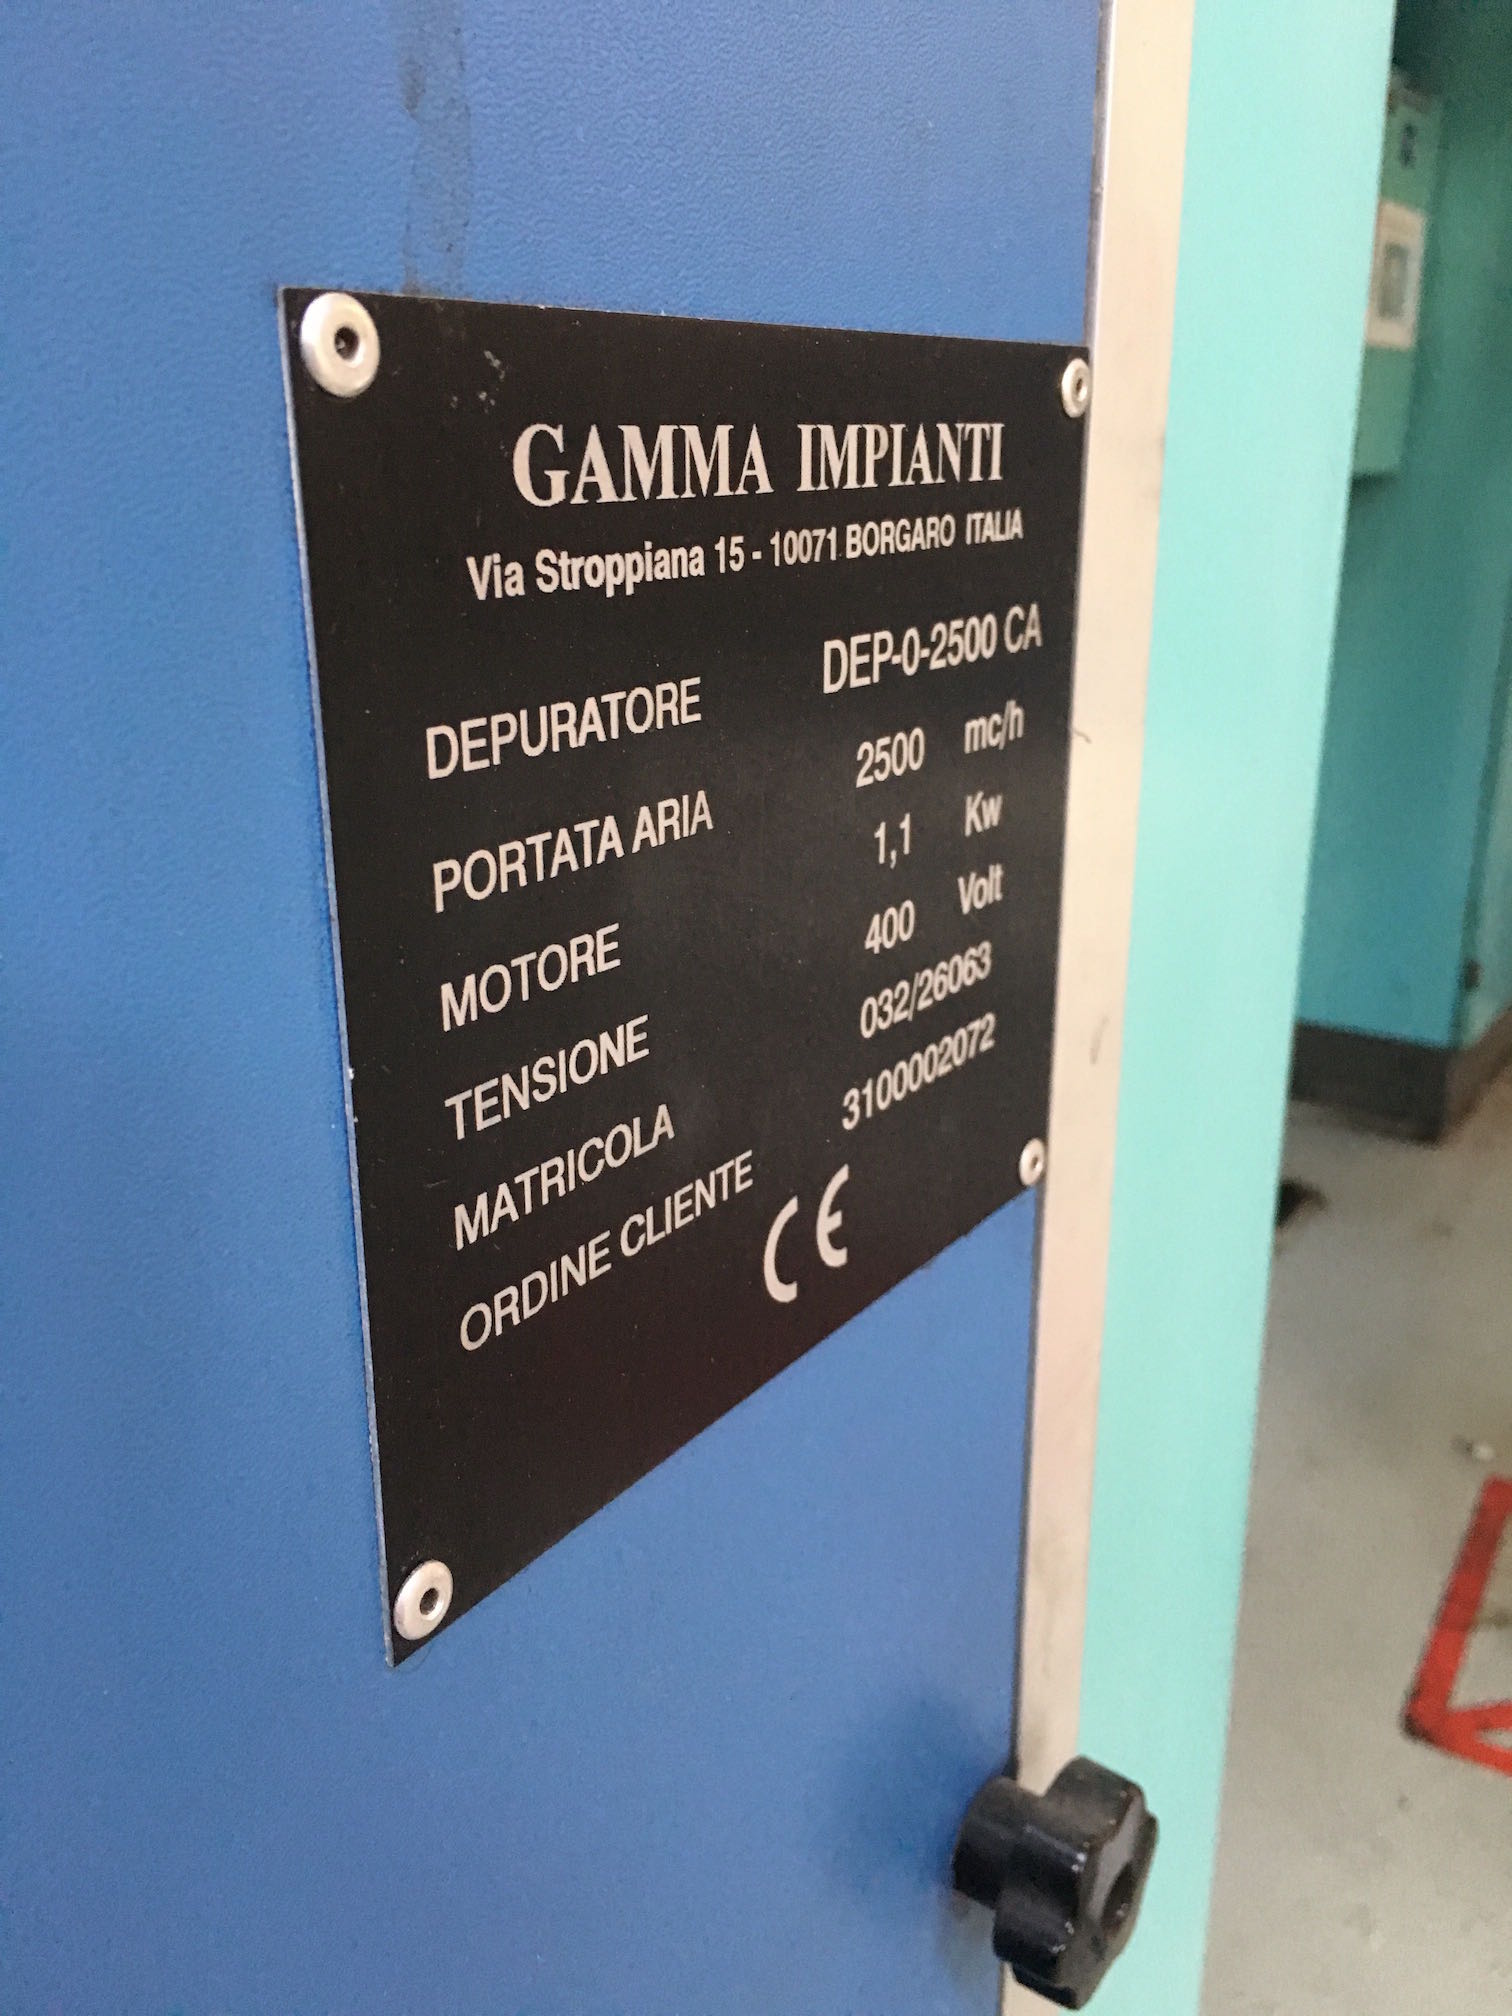 GAMMA IMPIANTI
Via Stroppiana 15 - 10071 BORGARO ITALIA
DEPURATORE DEP-0-2500 CA
PORTATA ARIA 2500 mc/h
MOTORE 1,1 Kw
TENSIONE 400 Volt
MATRICOLA 032/26063
ORDINE CLIENTE 3100002072
CE